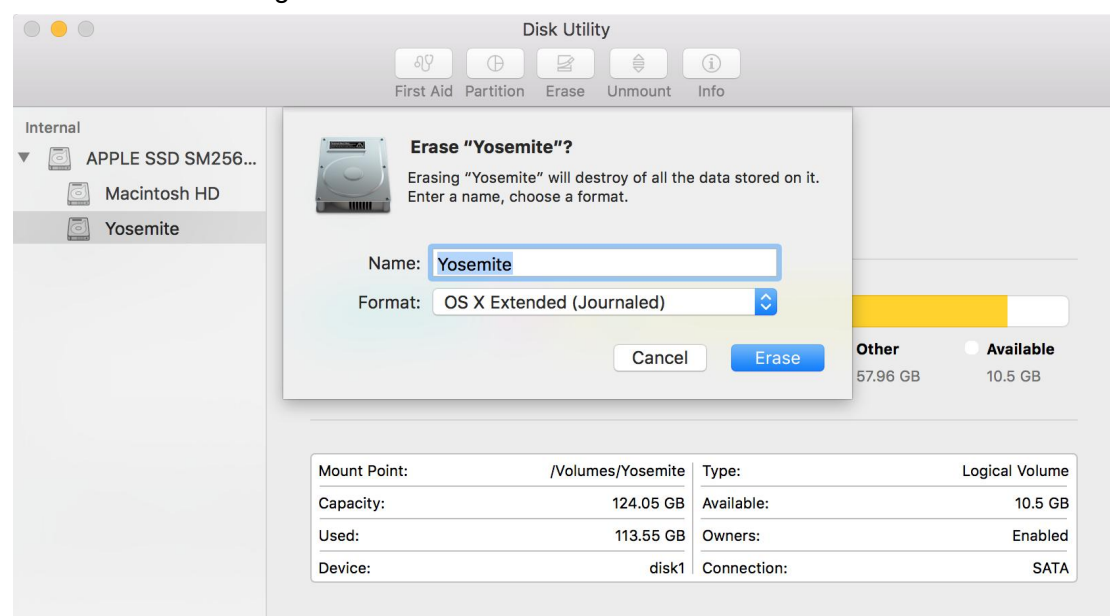 Disk Utility
First Aid Partition Erase Unmount Info
Internal
APPLE SSD SM256...
Macintosh HD
Yosemite
Erase “Yosemite”?
Erasing “Yosemite” will destroy of all the data stored on it.
Enter a name, choose a format.
Name: Yosemite
Format: OS X Extended (Journaled)
Cancel Erase
Other Available
57.96 GB 10.5 GB
Mount Point: /Volumes/Yosemite Type: Logical Volume
Capacity: 124.05 GB Available: 10.5 GB
Used: 113.55 GB Owners: Enabled
Device: disk1 Connection: SATA